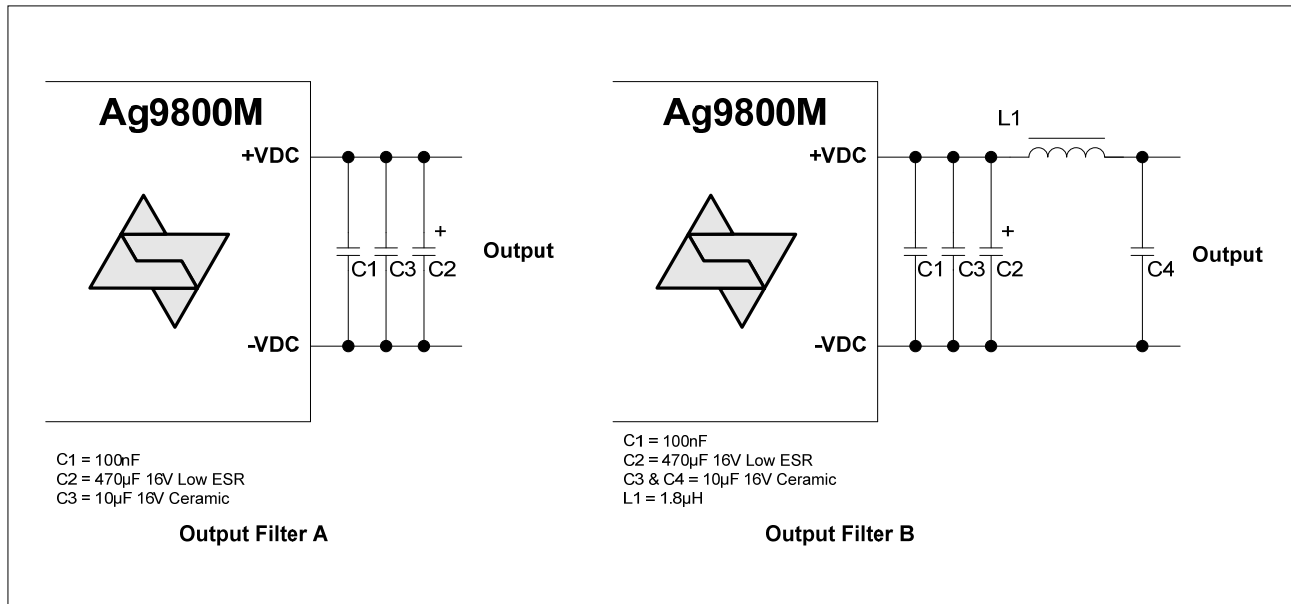 Ag9800M
+VDC
+
C1
C3
C2
Output
-VDC
C1 = 100nF
C2 = 470µF 16V Low ESR
C3 = 10µF 16V Ceramic
Output Filter A
Ag9800M
L1
+VDC
+
C1
C3
C2
C4
Output
-VDC
C1 = 100nF
C2 = 470µF 16V Low ESR
C3 & C4 = 10µF 16V Ceramic
L1 = 1.8µH
Output Filter B